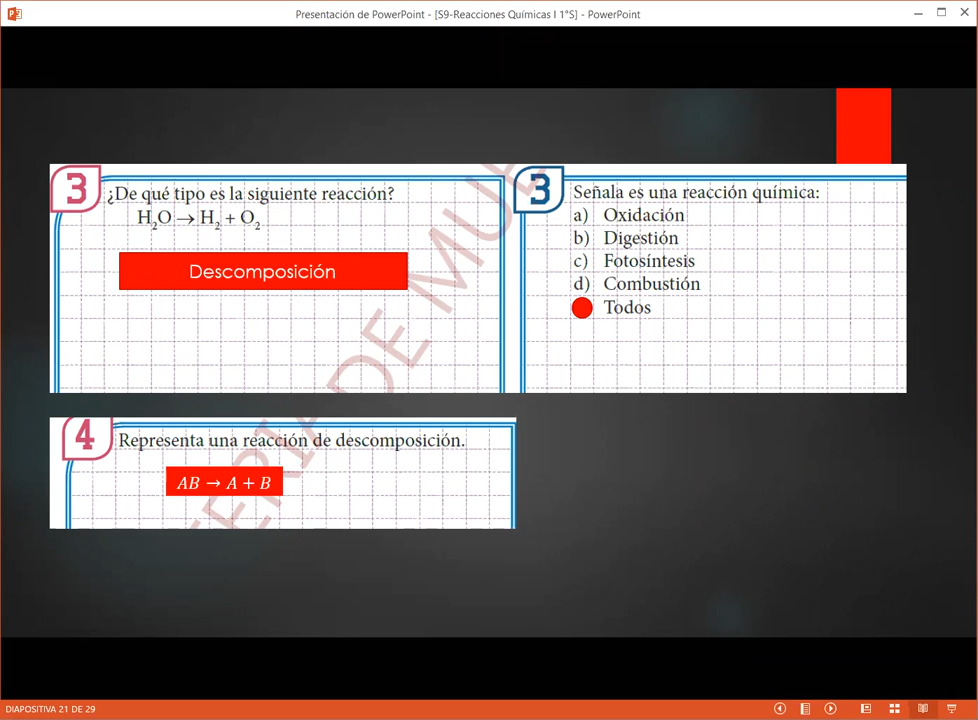 Presentación de PowerPoint - [S9-Reacciones Químicas I 1°S] - PowerPoint
3
¿De qué tipo es la siguiente reacción?
H₂O → H₂ + O₂
Descomposición
3
Señala es una reacción química:
a) Oxidación
b) Digestión
c) Fotosíntesis
d) Combustión
Todos
4
Representa una reacción de descomposición.
AB → A + B
DIAPOSITIVA 21 DE 29